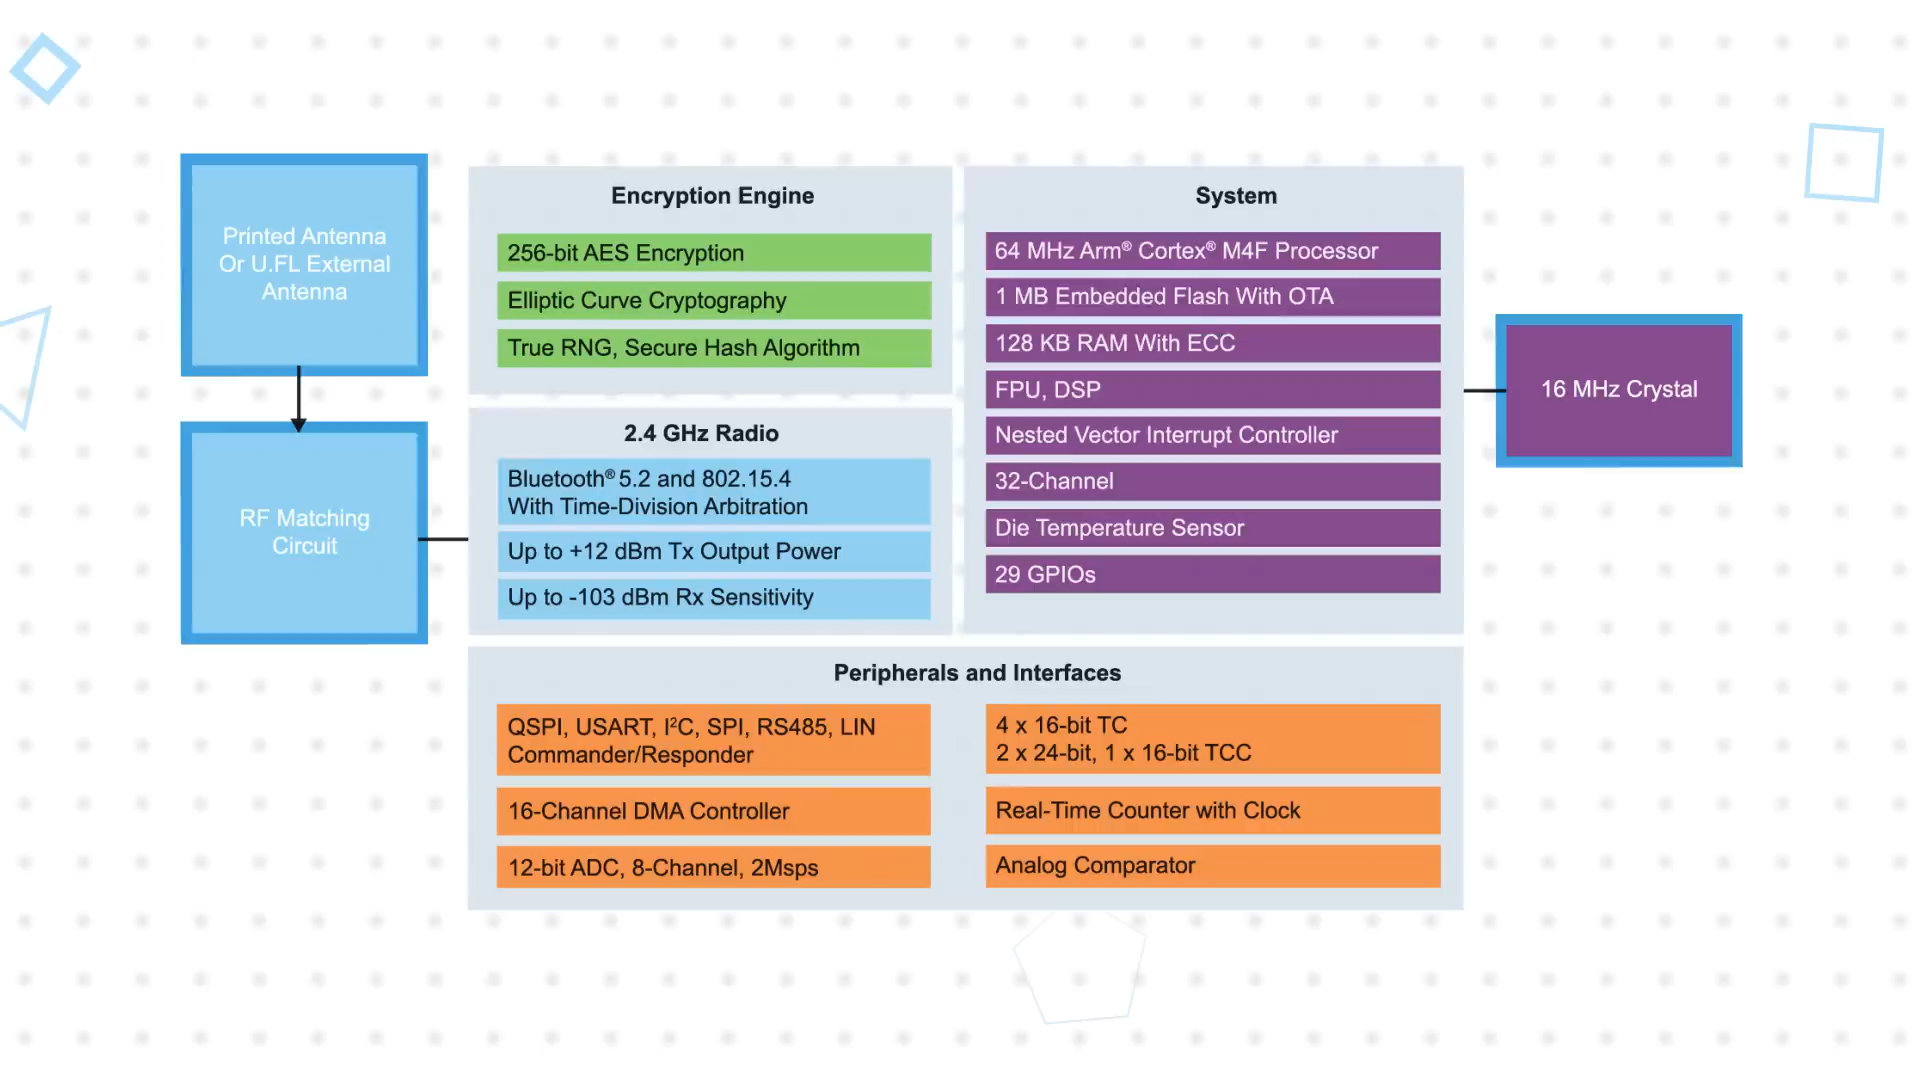 Printed Antenna
Or U.FL External
Antenna
RF Matching
Circuit
Encryption Engine
256-bit AES Encryption
Elliptic Curve Cryptography
True RNG, Secure Hash Algorithm
2.4 GHz Radio
Bluetooth® 5.2 and 802.15.4
With Time-Division Arbitration
Up to +12 dBm Tx Output Power
Up to -103 dBm Rx Sensitivity
System
64 MHz Arm® Cortex® M4F Processor
1 MB Embedded Flash With OTA
128 KB RAM With ECC
FPU, DSP
Nested Vector Interrupt Controller
32-Channel
Die Temperature Sensor
29 GPIOs
16 MHz Crystal
Peripherals and Interfaces
QSPI, USART, I²C, SPI, RS485, LIN
Commander/Responder
16-Channel DMA Controller
12-bit ADC, 8-Channel, 2Msps
4 x 16-bit TC
2 x 24-bit, 1 x 16-bit TCC
Real-Time Counter with Clock
Analog Comparator